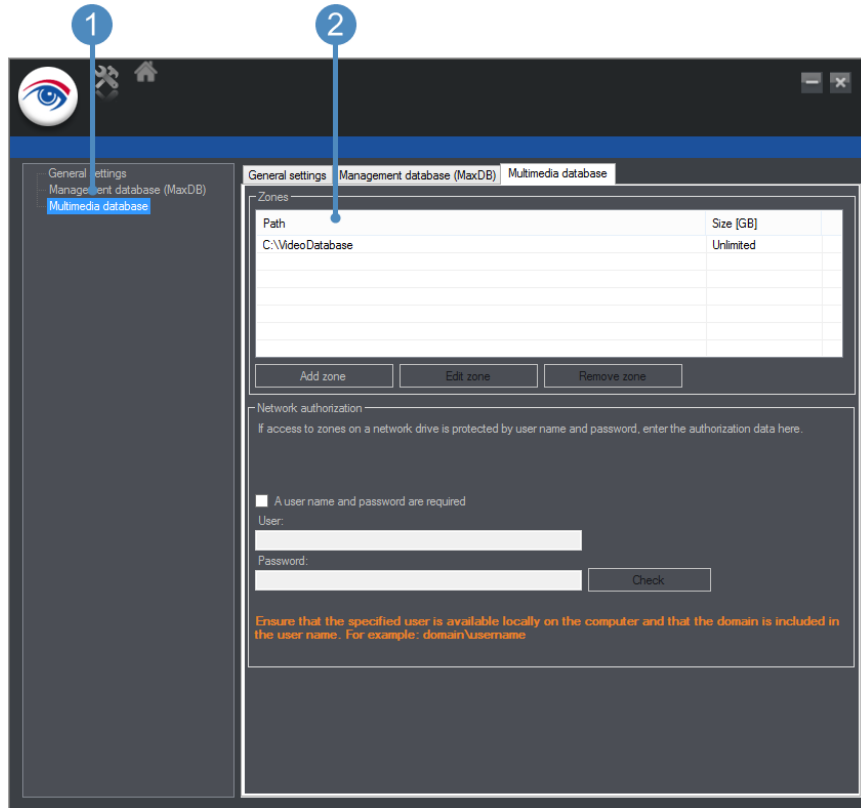 1
2
General settings
Management database (MaxDB)
Multimedia database
General settings Management database (MaxDB) Multimedia database
Zones
Path Size [GB]
C:\VideoDatabase Unlimited
Add zone Edit zone Remove zone
Network authorization
If access to zones on a network drive is protected by user name and password, enter the authorization data here.
A user name and password are required
User:
Password:
Check
Ensure that the specified user is available locally on the computer and that the domain is included in
the user name. For example: domain\username